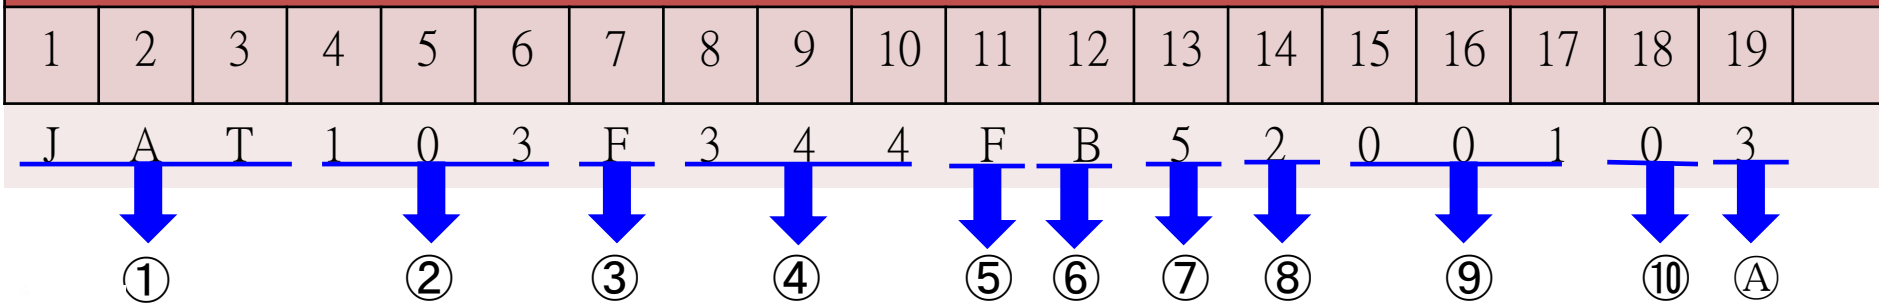 1 2 3 4 5 6 7 8 9 10 11 12 13 14 15 16 17 18 19
J A T 1 0 3 F 3 4 4 F B 5 2 0 0 1 0 3
① ② ③ ④ ⑤ ⑥ ⑦ ⑧ ⑨ ⑩ Ⓐ